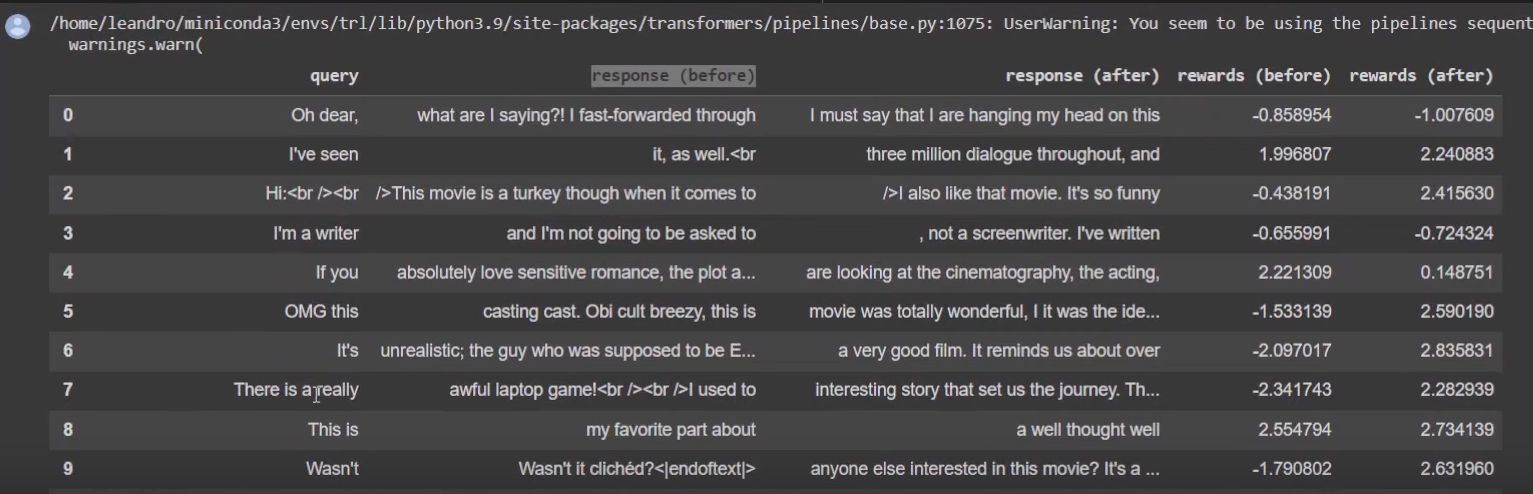 /home/leandro/miniconda3/envs/trl/lib/python3.9/site-packages/transformers/pipelines/base.py:1075: UserWarning: You seem to be using the pipelines sequent
warnings.warn(
query response (before) response (after) rewards (before) rewards (after)
0 Oh dear, what are I saying?! I fast-forwarded through I must say that I are hanging my head on this -0.858954 -1.007609
1 I've seen it, as well.<br three million dialogue throughout, and 1.996807 2.240883
2 Hi:<br /><br />This movie is a turkey though when it comes to />I also like that movie. It's so funny -0.438191 2.415630
3 I'm a writer and I'm not going to be asked to , not a screenwriter. I've written -0.655991 -0.724324
4 If you absolutely love sensitive romance, the plot a... are looking at the cinematography, the acting, 2.221309 0.148751
5 OMG this casting cast. Obi cult breezy, this is movie was totally wonderful, I it was the ide... -1.533139 2.590190
6 It's unrealistic; the guy who was supposed to be E... a very good film. It reminds us about over -2.097017 2.835831
7 There is a really awful laptop game!<br /><br />I used to interesting story that set us the journey. Th... -2.341743 2.282939
8 This is my favorite part about a well thought well 2.554794 2.734139
9 Wasn't Wasn't it clichéd?<|endoftext|> anyone else interested in this movie? It's a ... -1.790802 2.631960